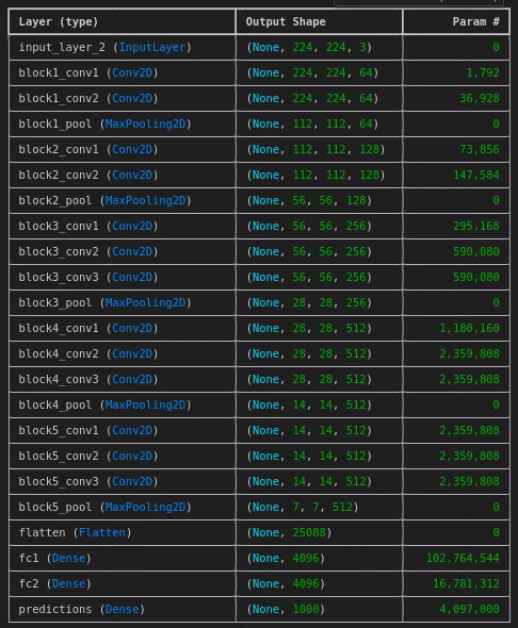 Layer (type) Output Shape Param #
input_layer_2 (InputLayer) (None, 224, 224, 3) 0
block1_conv1 (Conv2D) (None, 224, 224, 64) 1,792
block1_conv2 (Conv2D) (None, 224, 224, 64) 36,928
block1_pool (MaxPooling2D) (None, 112, 112, 64) 0
block2_conv1 (Conv2D) (None, 112, 112, 128) 73,856
block2_conv2 (Conv2D) (None, 112, 112, 128) 147,584
block2_pool (MaxPooling2D) (None, 56, 56, 128) 0
block3_conv1 (Conv2D) (None, 56, 56, 256) 295,168
block3_conv2 (Conv2D) (None, 56, 56, 256) 590,080
block3_conv3 (Conv2D) (None, 56, 56, 256) 590,080
block3_pool (MaxPooling2D) (None, 28, 28, 256) 0
block4_conv1 (Conv2D) (None, 28, 28, 512) 1,180,160
block4_conv2 (Conv2D) (None, 28, 28, 512) 2,359,808
block4_conv3 (Conv2D) (None, 28, 28, 512) 2,359,808
block4_pool (MaxPooling2D) (None, 14, 14, 512) 0
block5_conv1 (Conv2D) (None, 14, 14, 512) 2,359,808
block5_conv2 (Conv2D) (None, 14, 14, 512) 2,359,808
block5_conv3 (Conv2D) (None, 14, 14, 512) 2,359,808
block5_pool (MaxPooling2D) (None, 7, 7, 512) 0
flatten (Flatten) (None, 25088) 0
fc1 (Dense) (None, 4096) 102,764,544
fc2 (Dense) (None, 4096) 16,781,312
predictions (Dense) (None, 1000) 4,097,000